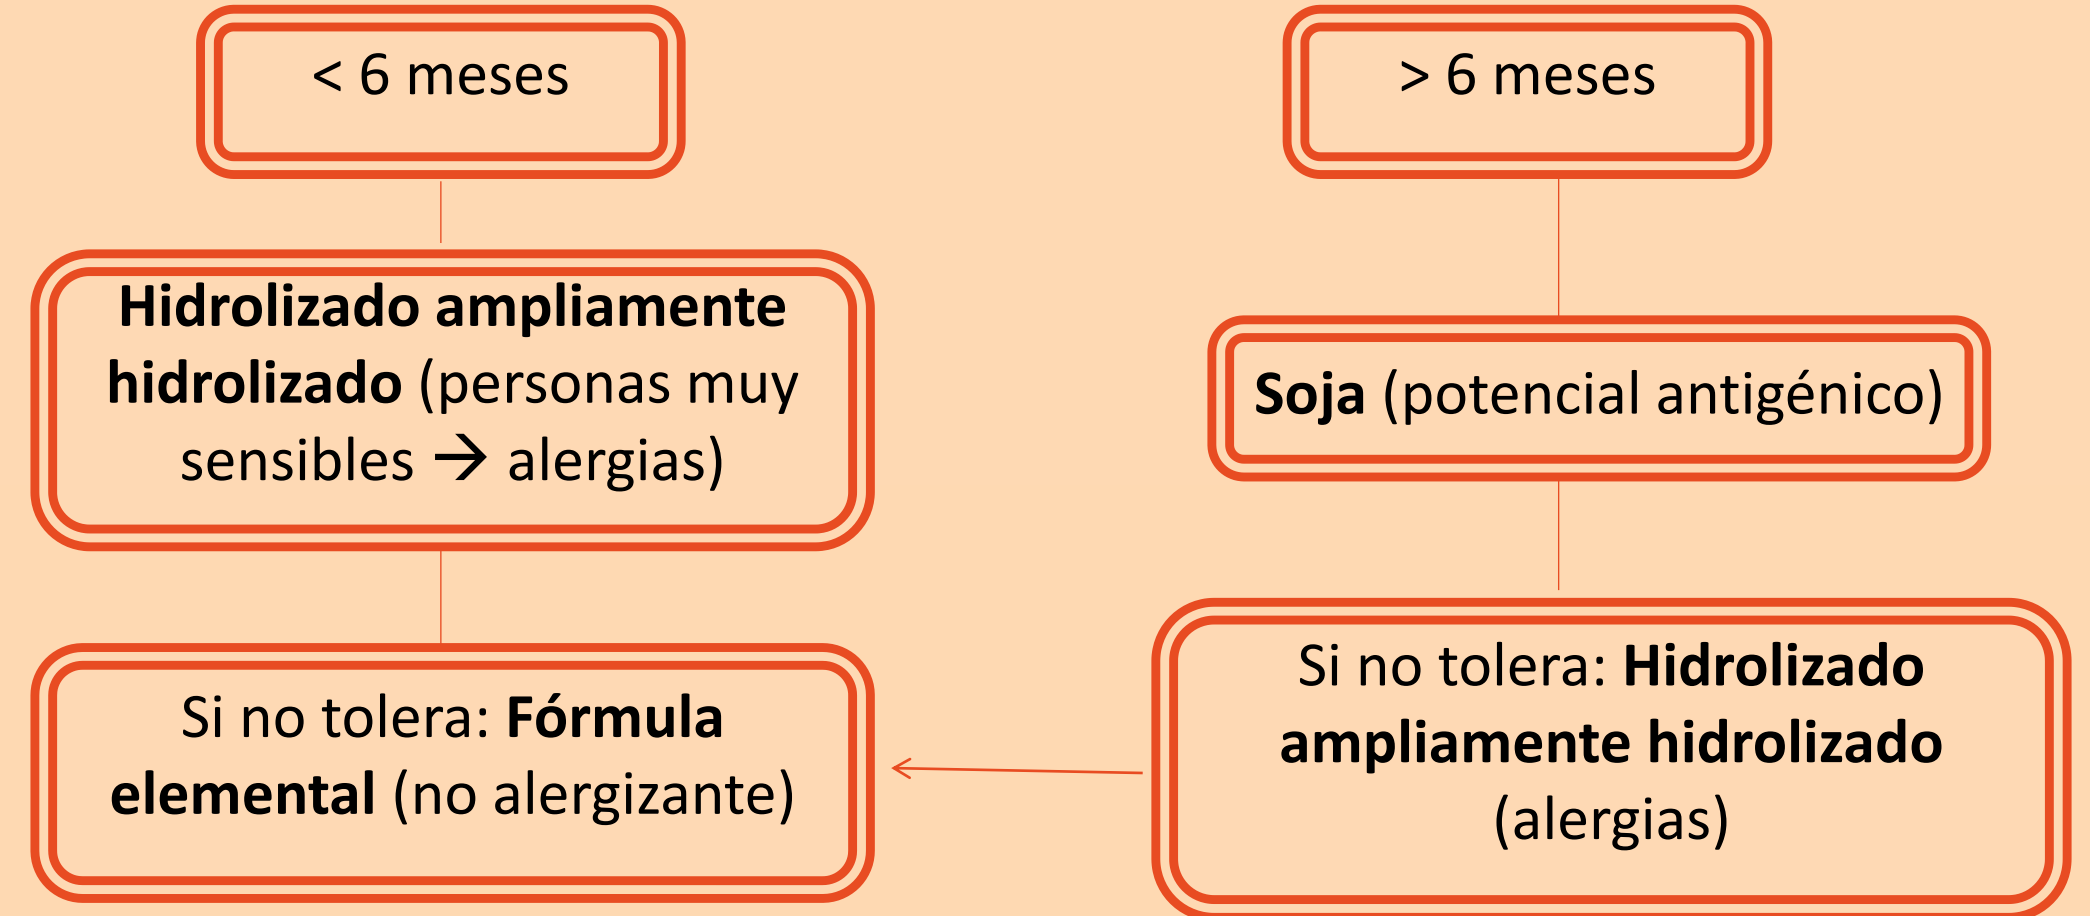 < 6 meses
Hidrolizado ampliamente
hidrolizado (personas muy
sensibles → alergias)
Si no tolera: Fórmula
elemental (no alergizante)
> 6 meses
Soja (potencial antigénico)
Si no tolera: Hidrolizado
ampliamente hidrolizado
(alergias)